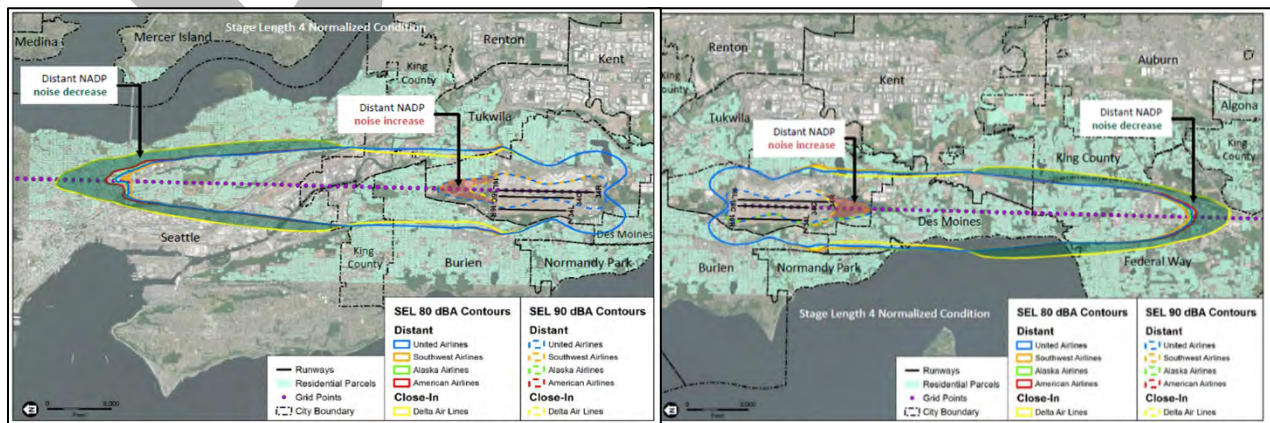 Stage Length 4 Normalized Condition
Medina
Mercer Island
Renton
Kent
King
County
Distant NADP
noise decrease
Distant NADP
noise increase
Tukwila
34R
Seattle
King
County
Burien
Des Moines
Normandy Park
SEL 80 dBA Contours
Distant
United Airlines
Southwest Airlines
Alaska Airlines
American Airlines
Close-In
Delta Air Lines
SEL 90 dBA Contours
Distant
United Airlines
Southwest Airlines
Alaska Airlines
American Airlines
Close-In
Delta Air Lines
Runways
Residential Parcels
Grid Points
City Boundary
Renton
King
County
Kent
Auburn
Algona
King
County
Tukwila
Distant NADP
noise increase
Distant NADP
noise decrease
King County
Des Moines
Burien
Normandy Park
Federal Way
Stage Length 4 Normalized Condition
SEL 80 dBA Contours
Distant
United Airlines
Southwest Airlines
Alaska Airlines
American Airlines
Close-In
Delta Air Lines
SEL 90 dBA Contours
Distant
United Airlines
Southwest Airlines
Alaska Airlines
American Airlines
Close-In
Delta Air Lines
Runways
Residential Parcels
Grid Points
City Boundary